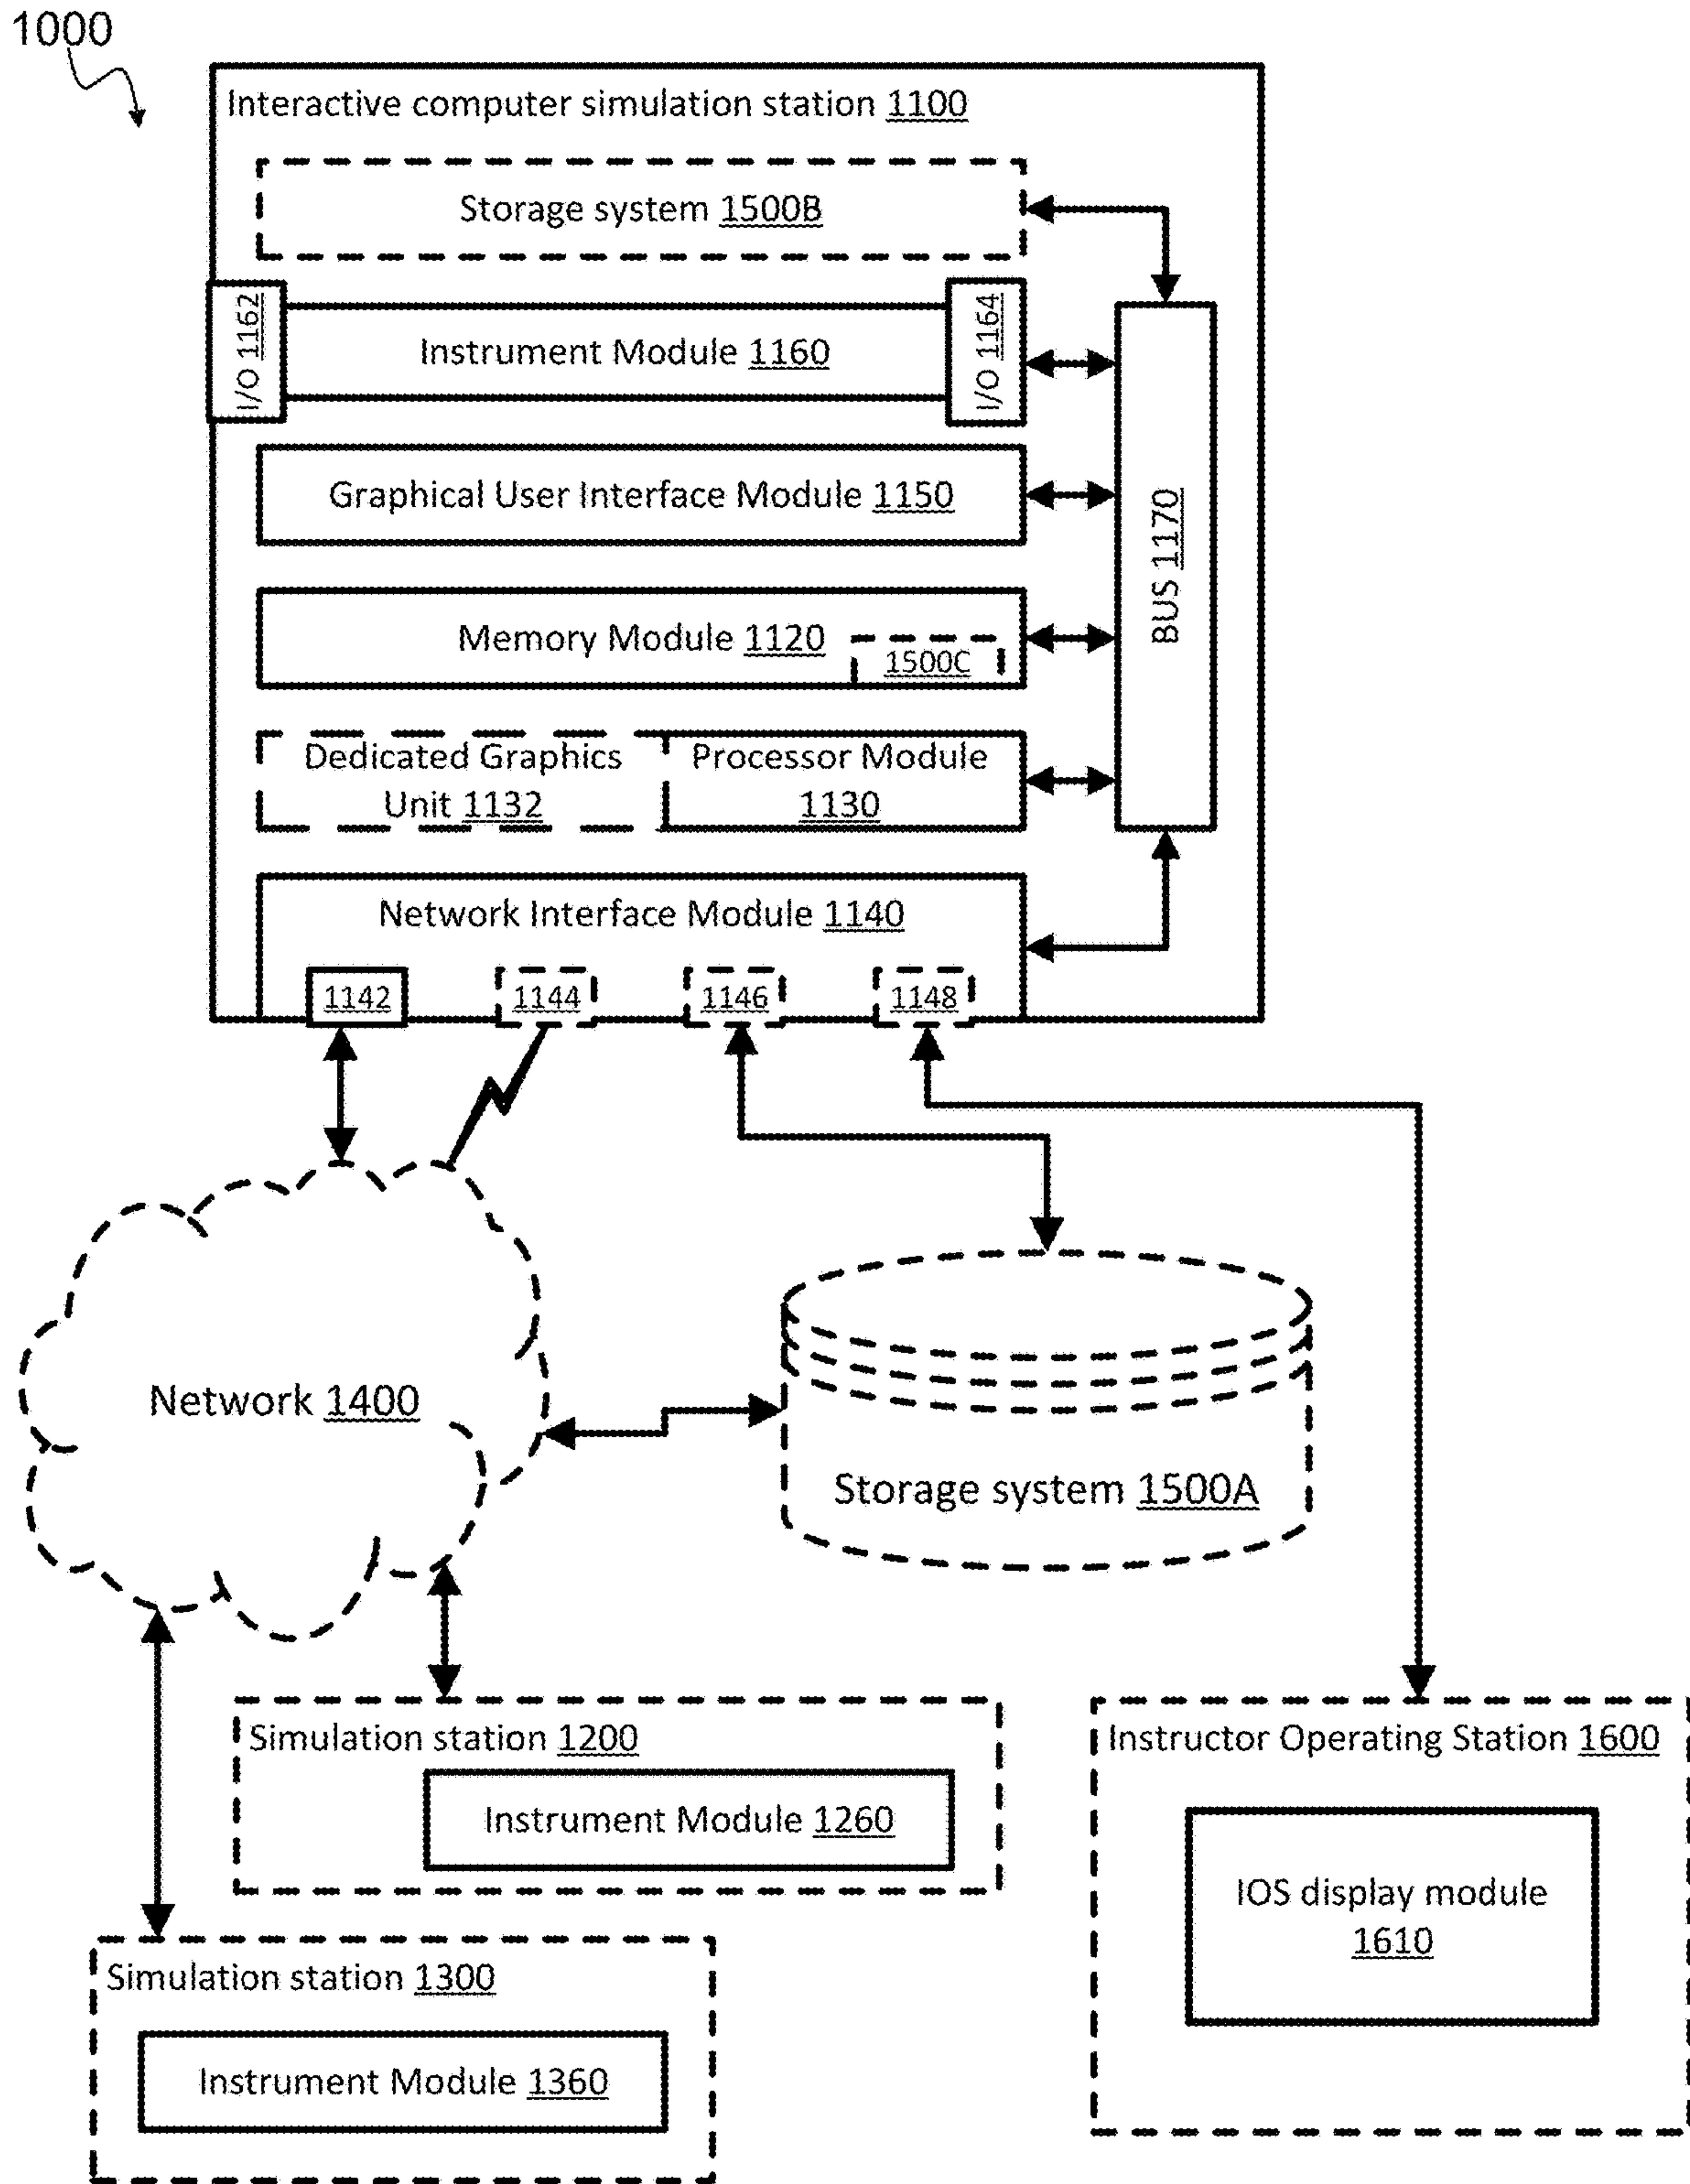 1000
Interactive computer simulation station 1100
Storage system 1500B
I/O 1162
Instrument Module 1160
I/O 1164
Graphical User Interface Module 1150
BUS 1170
Memory Module 1120
1500C
Dedicated Graphics
Unit 1132
Processor Module
1130
Network Interface Module 1140
1142
1144
1146
1148
Network 1400
Storage system 1500A
Simulation station 1200
Instrument Module 1260
Instructor Operating Station 1600
IOS display module
1610
Simulation station 1300
Instrument Module 1360